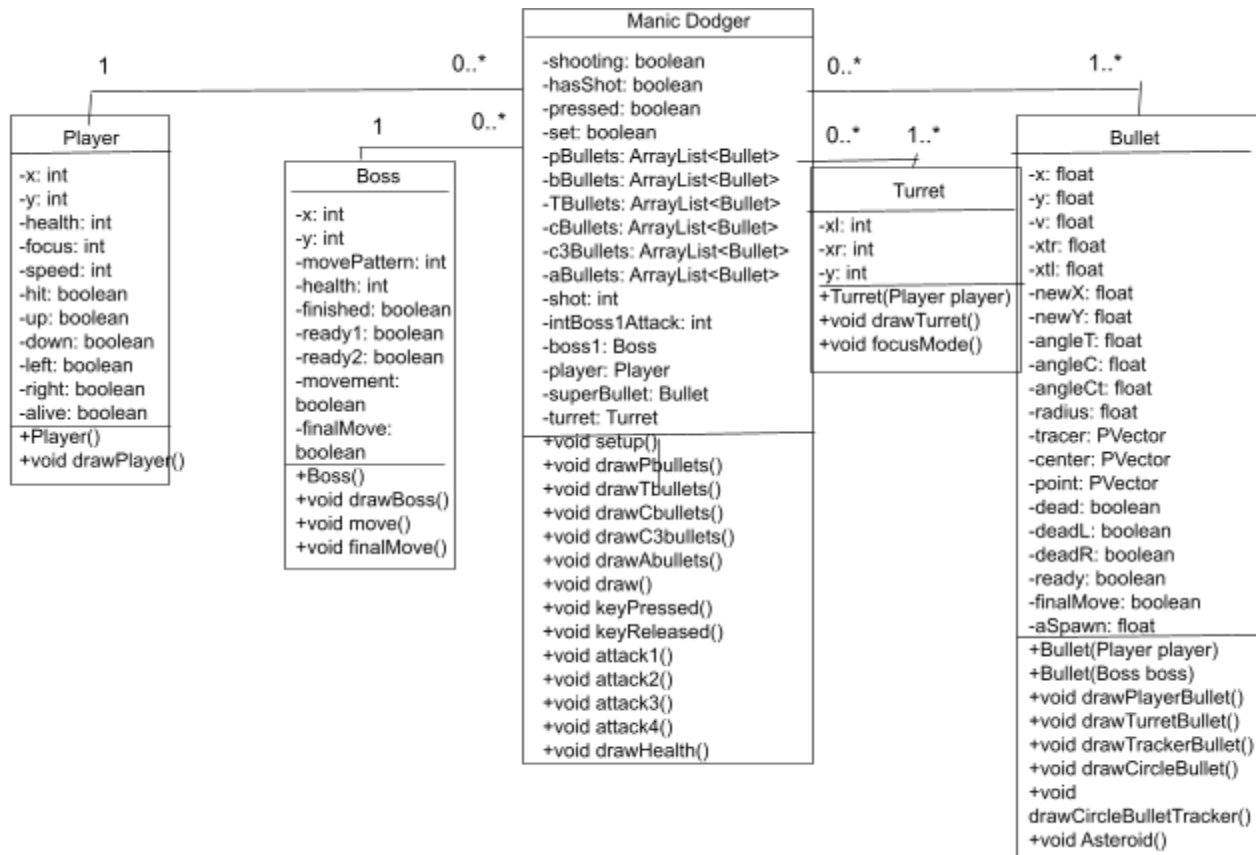 Manic Dodger
-shooting: boolean
-hasShot: boolean
-pressed: boolean
-set: boolean
-pBullets: ArrayList<Bullet>
-bBullets: ArrayList<Bullet>
-TBullets: ArrayList<Bullet>
-cBullets: ArrayList<Bullet>
-c3Bullets: ArrayList<Bullet>
-aBullets: ArrayList<Bullet>
-shot: int
-intBoss1Attack: int
-boss1: Boss
-player: Player
-superBullet: Bullet
-turret: Turret
+void setup()
+void drawPbullets()
+void drawTbullets()
+void drawCbullets()
+void drawC3bullets()
+void drawAbullets()
+void draw()
+void keyPressed()
+void keyReleased()
+void attack1()
+void attack2()
+void attack3()
+void attack4()
+void drawHealth()
1
0..*
Player
-x: int
-y: int
-health: int
-focus: int
-speed: int
-hit: boolean
-up: boolean
-down: boolean
-left: boolean
-right: boolean
-alive: boolean
+Player()
+void drawPlayer()
1
0..*
Boss
-x: int
-y: int
-movePattern: int
-health: int
-finished: boolean
-ready1: boolean
-ready2: boolean
-movement:
boolean
-finalMove:
boolean
+Boss()
+void drawBoss()
+void move()
+void finalMove()
0..*
1..*
Turret
-xl: int
-xr: int
-y: int
+Turret(Player player)
+void drawTurret()
+void focusMode()
0..*
1..*
Bullet
-x: float
-y: float
-v: float
-xtr: float
-xtl: float
-newX: float
-newY: float
-angleT: float
-angleC: float
-angleCt: float
-radius: float
-tracer: PVector
-center: PVector
-point: PVector
-dead: boolean
-deadL: boolean
-deadR: boolean
-ready: boolean
-finalMove: boolean
-aSpawn: float
+Bullet(Player player)
+Bullet(Boss boss)
+void drawPlayerBullet()
+void drawTurretBullet()
+void drawTrackerBullet()
+void drawCircleBullet()
+void
drawCircleBulletTracker()
+void Asteroid()